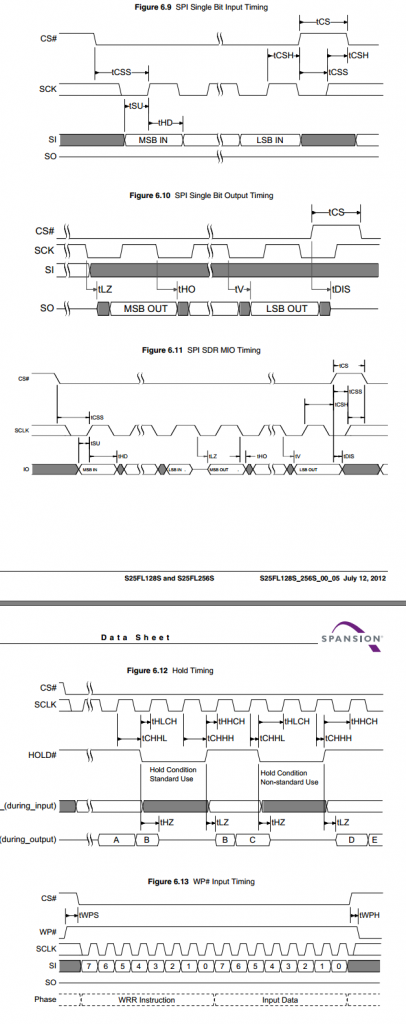 Figure 6.9 SPI Single Bit Input Timing
tCS
CS#
tCSH tCSH
tCSS tCSS
SCK
tSU
tHD
SI MSB IN LSB IN
SO
Figure 6.10 SPI Single Bit Output Timing
tCS
CS#
SCK
SI
tLZ tHO tV tDIS
SO MSB OUT LSB OUT
Figure 6.11 SPI SDR MIO Timing
tCS
CS#
tCSS
tCSH
tCSS
SCLK
tSU
tHD tLZ tHO tV tDIS
IO MSB IN LSB IN MSB OUT LSB OUT
S25FL128S and S25FL256S S25FL128S_256S_00_05 July 12, 2012
Data Sheet
SPANSION®
Figure 6.12 Hold Timing
CS#
SCLK
tHLCH tHHCH tHLCH tHHCH
tCHHL tCHHH tCHHL tCHHH
HOLD#
Hold Condition Hold Condition
Standard Use Non-standard Use
_(during_input)
tHZ tLZ tHZ tLZ
(during_output) A B B C D E
Figure 6.13 WP# Input Timing
CS#
tWPS tWPH
WP#
SCLK
SI 7 6 5 4 3 2 1 0 7 6 5 4 3 2 1 0
SO
Phase WRR Instruction Input Data